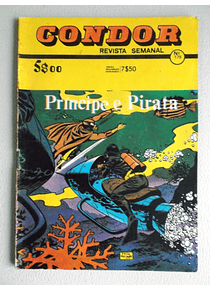 CONDOR
REVISTA SEMANAL
5$00
7$50
Príncipe e Pirata